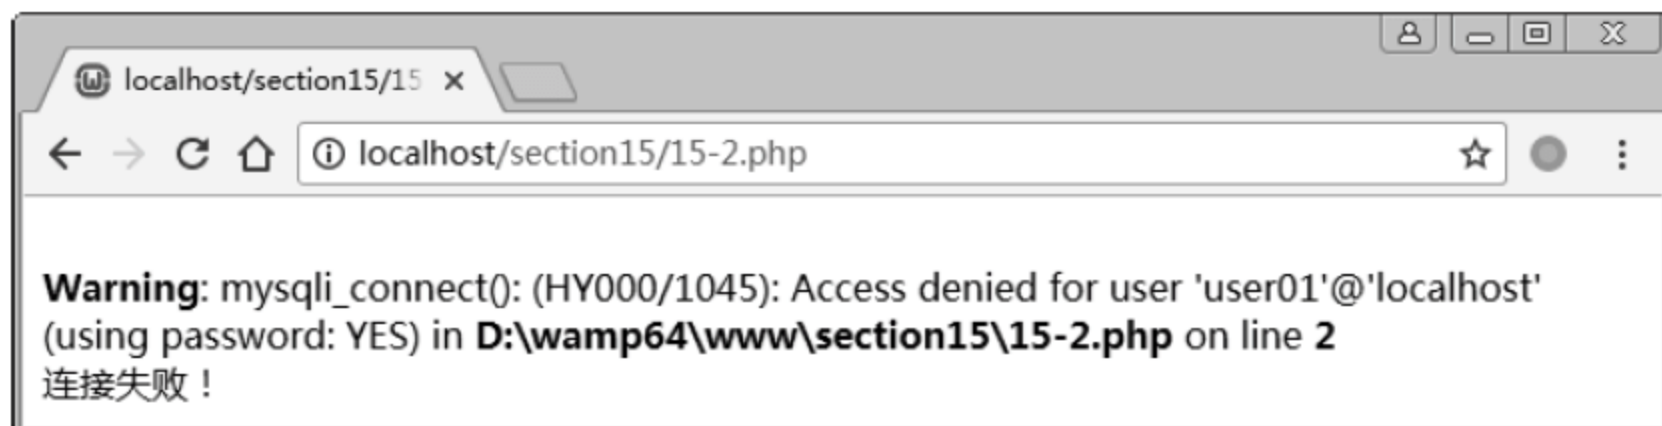 localhost/section15/15
localhost/section15/15-2.php
Warning: mysqli_connect(): (HY000/1045): Access denied for user 'user01'@'localhost'
(using password: YES) in D:\wamp64\www\section15\15-2.php on line 2
连接失败！